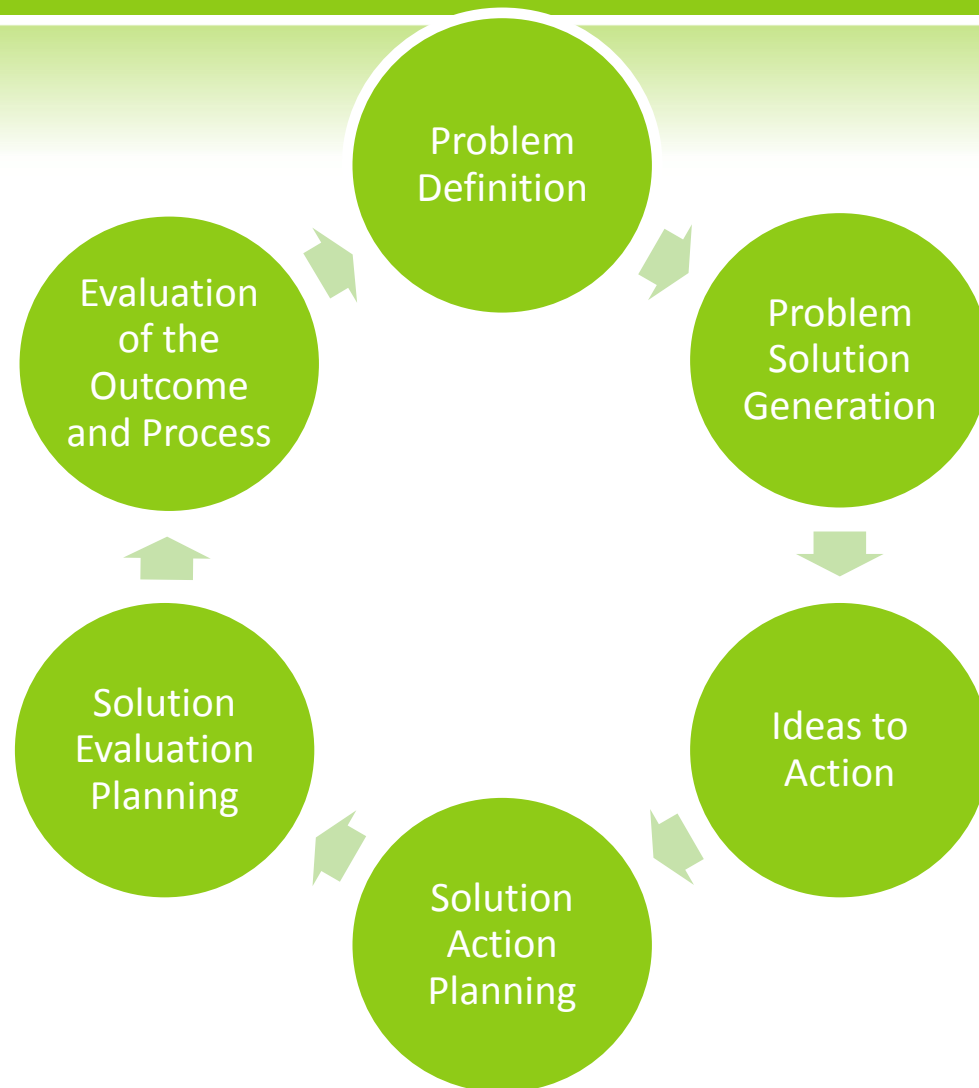 Problem
Definition
Problem
Solution
Generation
Ideas to
Action
Solution
Action
Planning
Solution
Evaluation
Planning
Evaluation
of the
Outcome
and Process